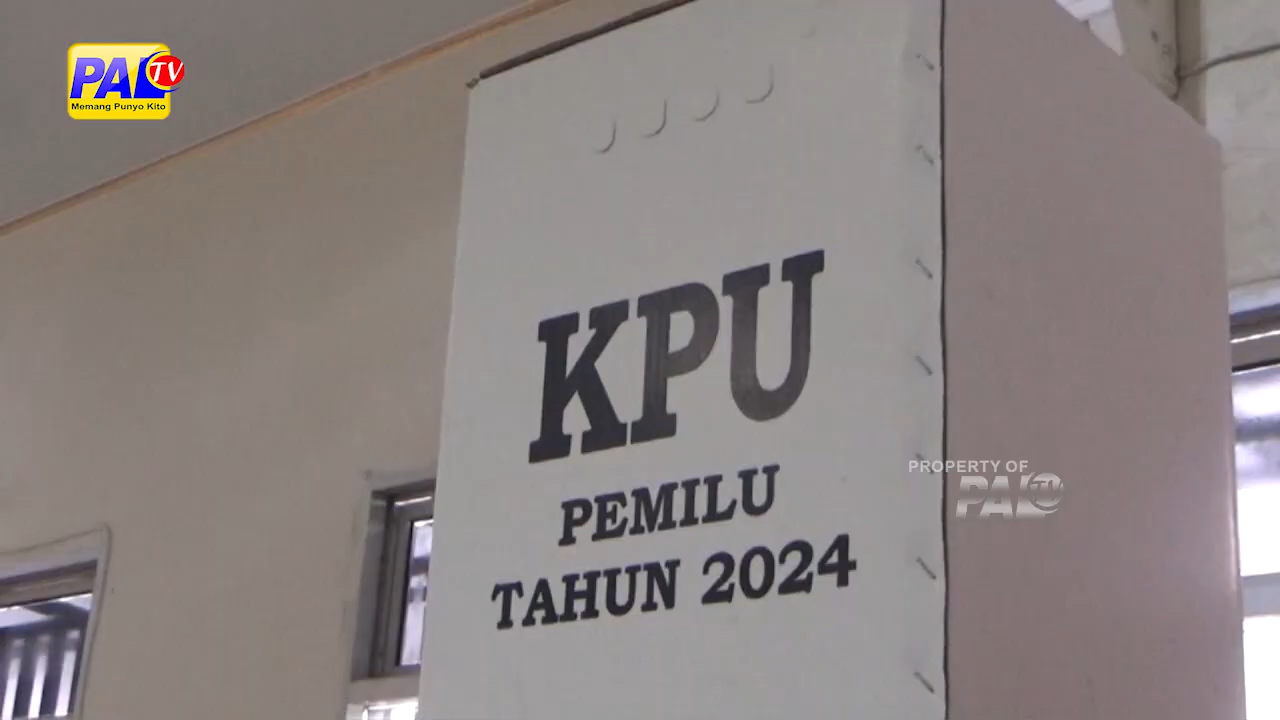 PAL TV
Memang Punyo Kito
KPU
PEMILU
TAHUN 2024
PROPERTY OF
PAL TV